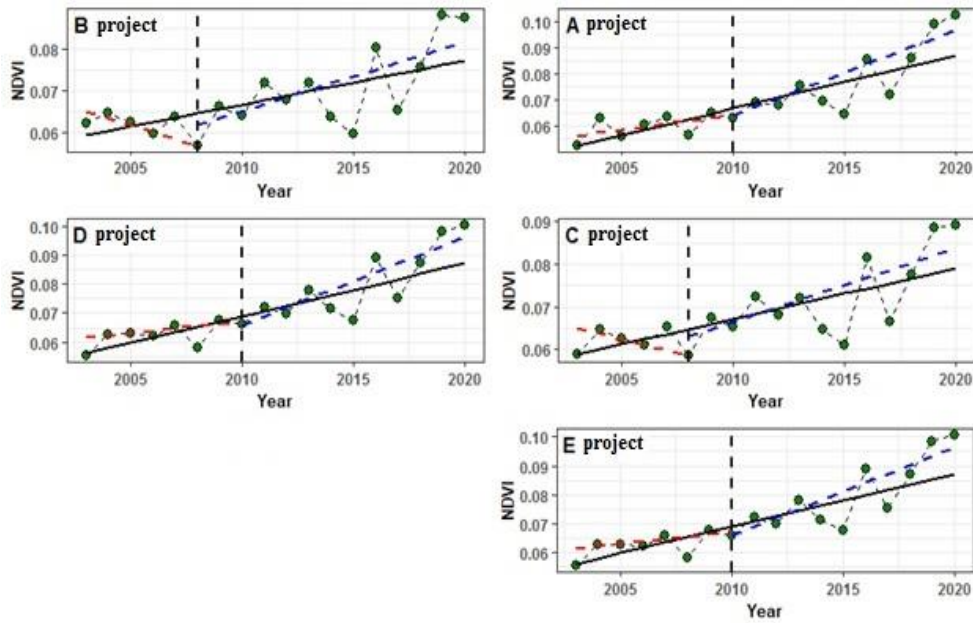 B project
NDVI
0.08
0.07
0.06
2005
2010
2015
2020
Year
A project
NDVI
0.10
0.09
0.08
0.07
0.06
2005
2010
2015
2020
Year
D project
NDVI
0.10
0.09
0.08
0.07
0.06
2005
2010
2015
2020
Year
C project
NDVI
0.09
0.08
0.07
0.06
2005
2010
2015
2020
Year
E project
NDVI
0.10
0.09
0.08
0.07
0.06
2005
2010
2015
2020
Year